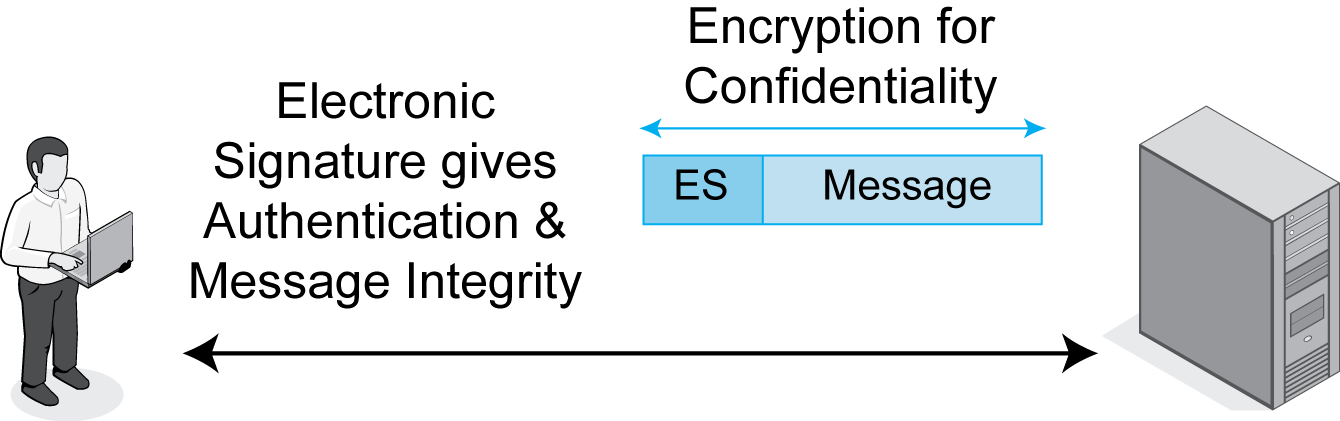 Electronic
Signature gives
Authentication &
Message Integrity
Encryption for
Confidentiality
ES Message